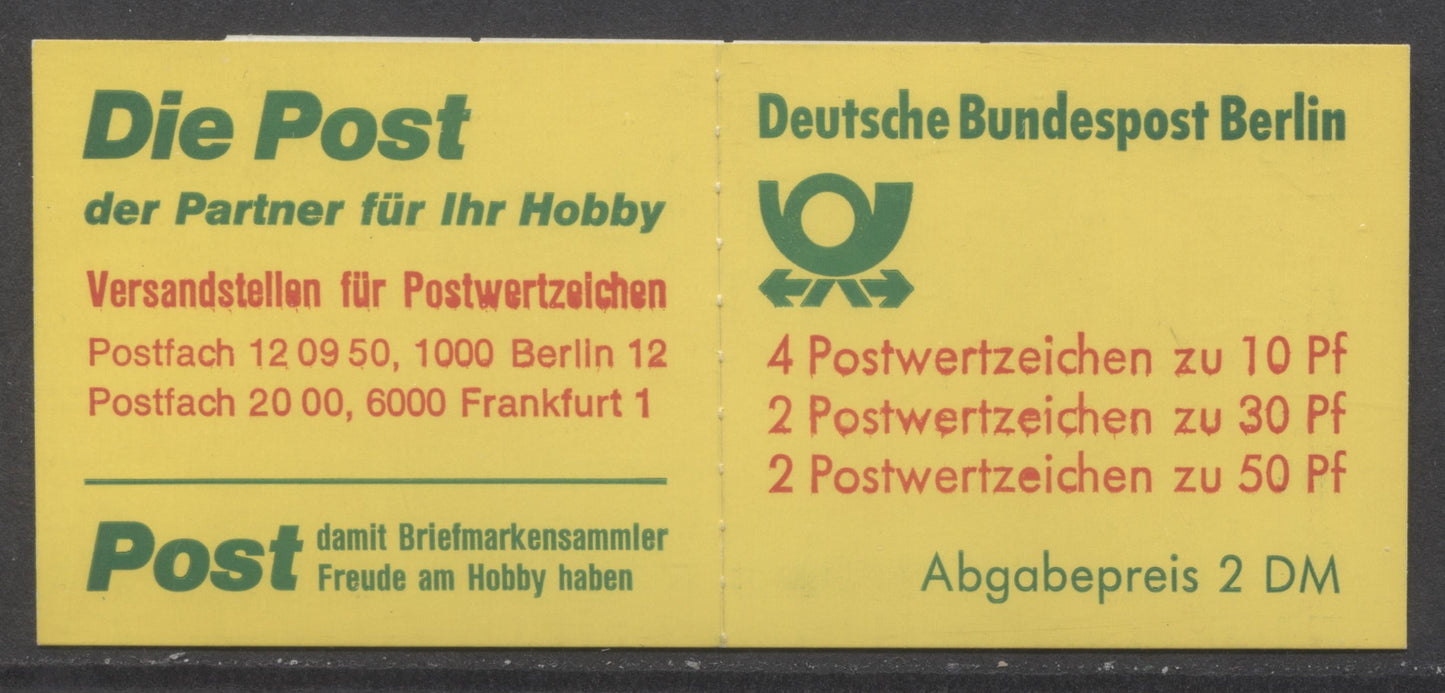 Die Post
der Partner für Ihr Hobby
Versandstellen für Postwertzeichen
Postfach 12 09 50, 1000 Berlin 12
Postfach 20 00, 6000 Frankfurt 1
Post damit Briefmarkensammler
Freude am Hobby haben
Deutsche Bundespost Berlin
4 Postwertzeichen zu 10 Pf
2 Postwertzeichen zu 30 Pf
2 Postwertzeichen zu 50 Pf
Abgabepreis 2 DM